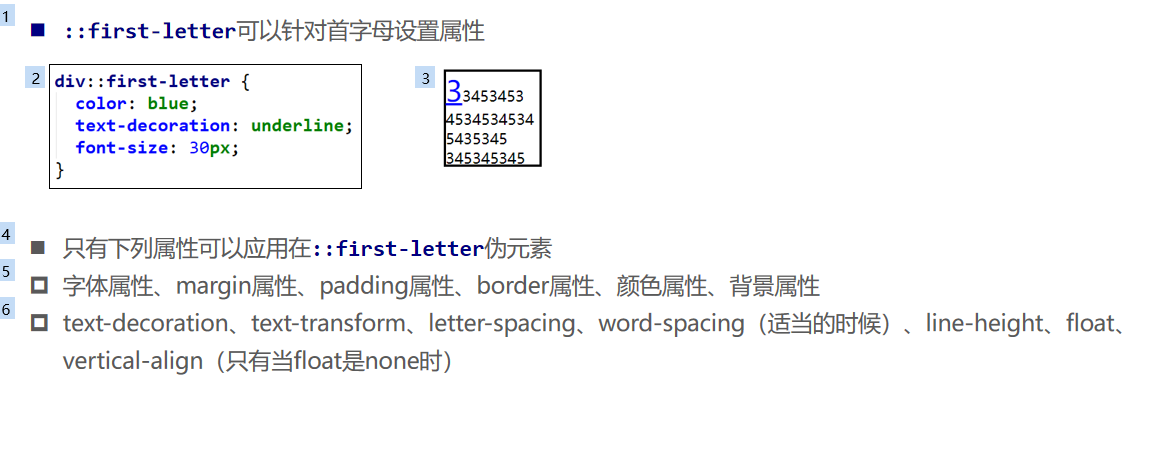 1
::first-letter可以针对首字母设置属性
2
div::first-letter {
color: blue;
text-decoration: underline;
font-size: 30px;
}
3
33453453
4534534534
5435345
345345345
4
只有下列属性可以应用在::first-letter伪元素
5
字体属性、margin属性、padding属性、border属性、颜色属性、背景属性
6
text-decoration、text-transform、letter-spacing、word-spacing（适当的时候）、line-height、float、
vertical-align（只有当float是none时）